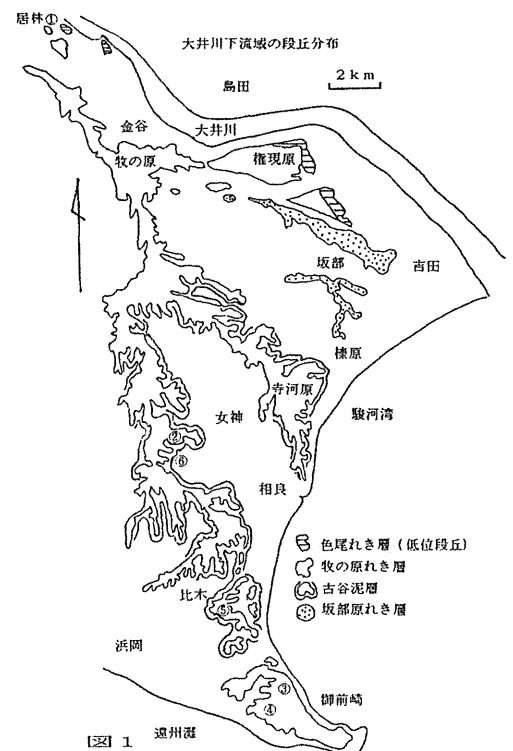 居林①
大井川下流域の段丘分布
2km
島田
金谷
大井川
牧の原
権現原
坂部
吉田
榛原
寺河原
女神
駿河湾
②
⑥
相良
色尾れき層(低位段丘)
牧の原れき層
古谷泥層
坂部原れき層
比木
⑤
浜岡
③
御前崎
④
図1
遠州灘